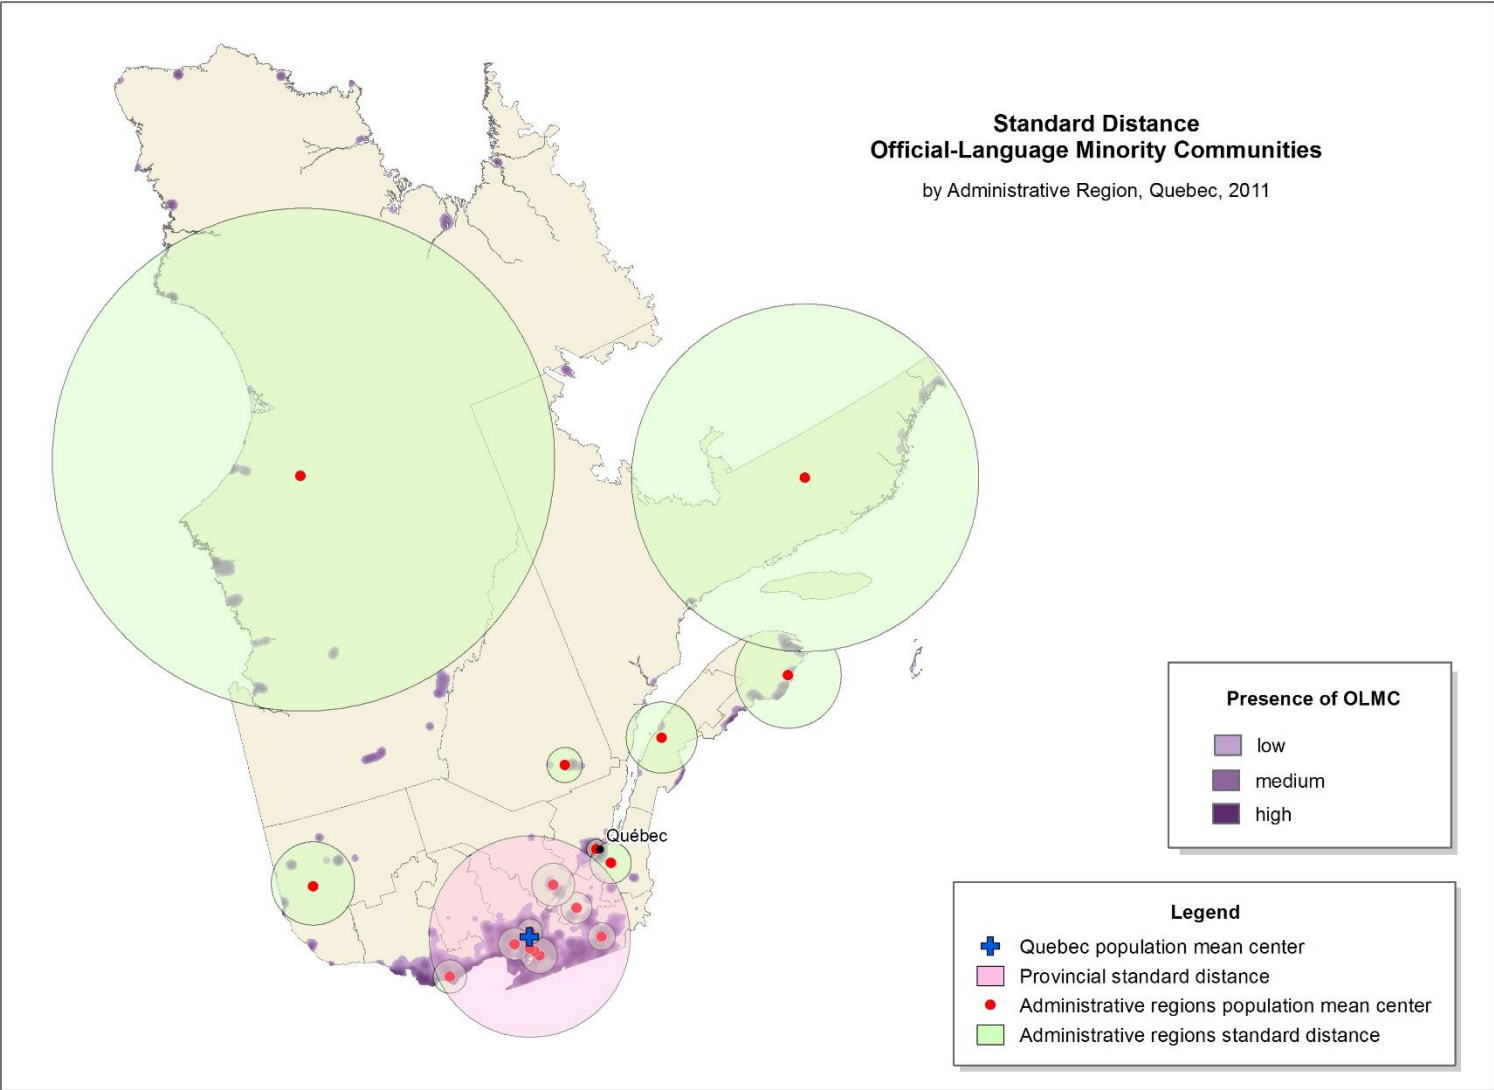 Standard Distance
Official-Language Minority Communities
by Administrative Region, Quebec, 2011
Presence of OLMC
low
medium
high
Québec
Legend
Quebec population mean center
Provincial standard distance
Administrative regions population mean center
Administrative regions standard distance